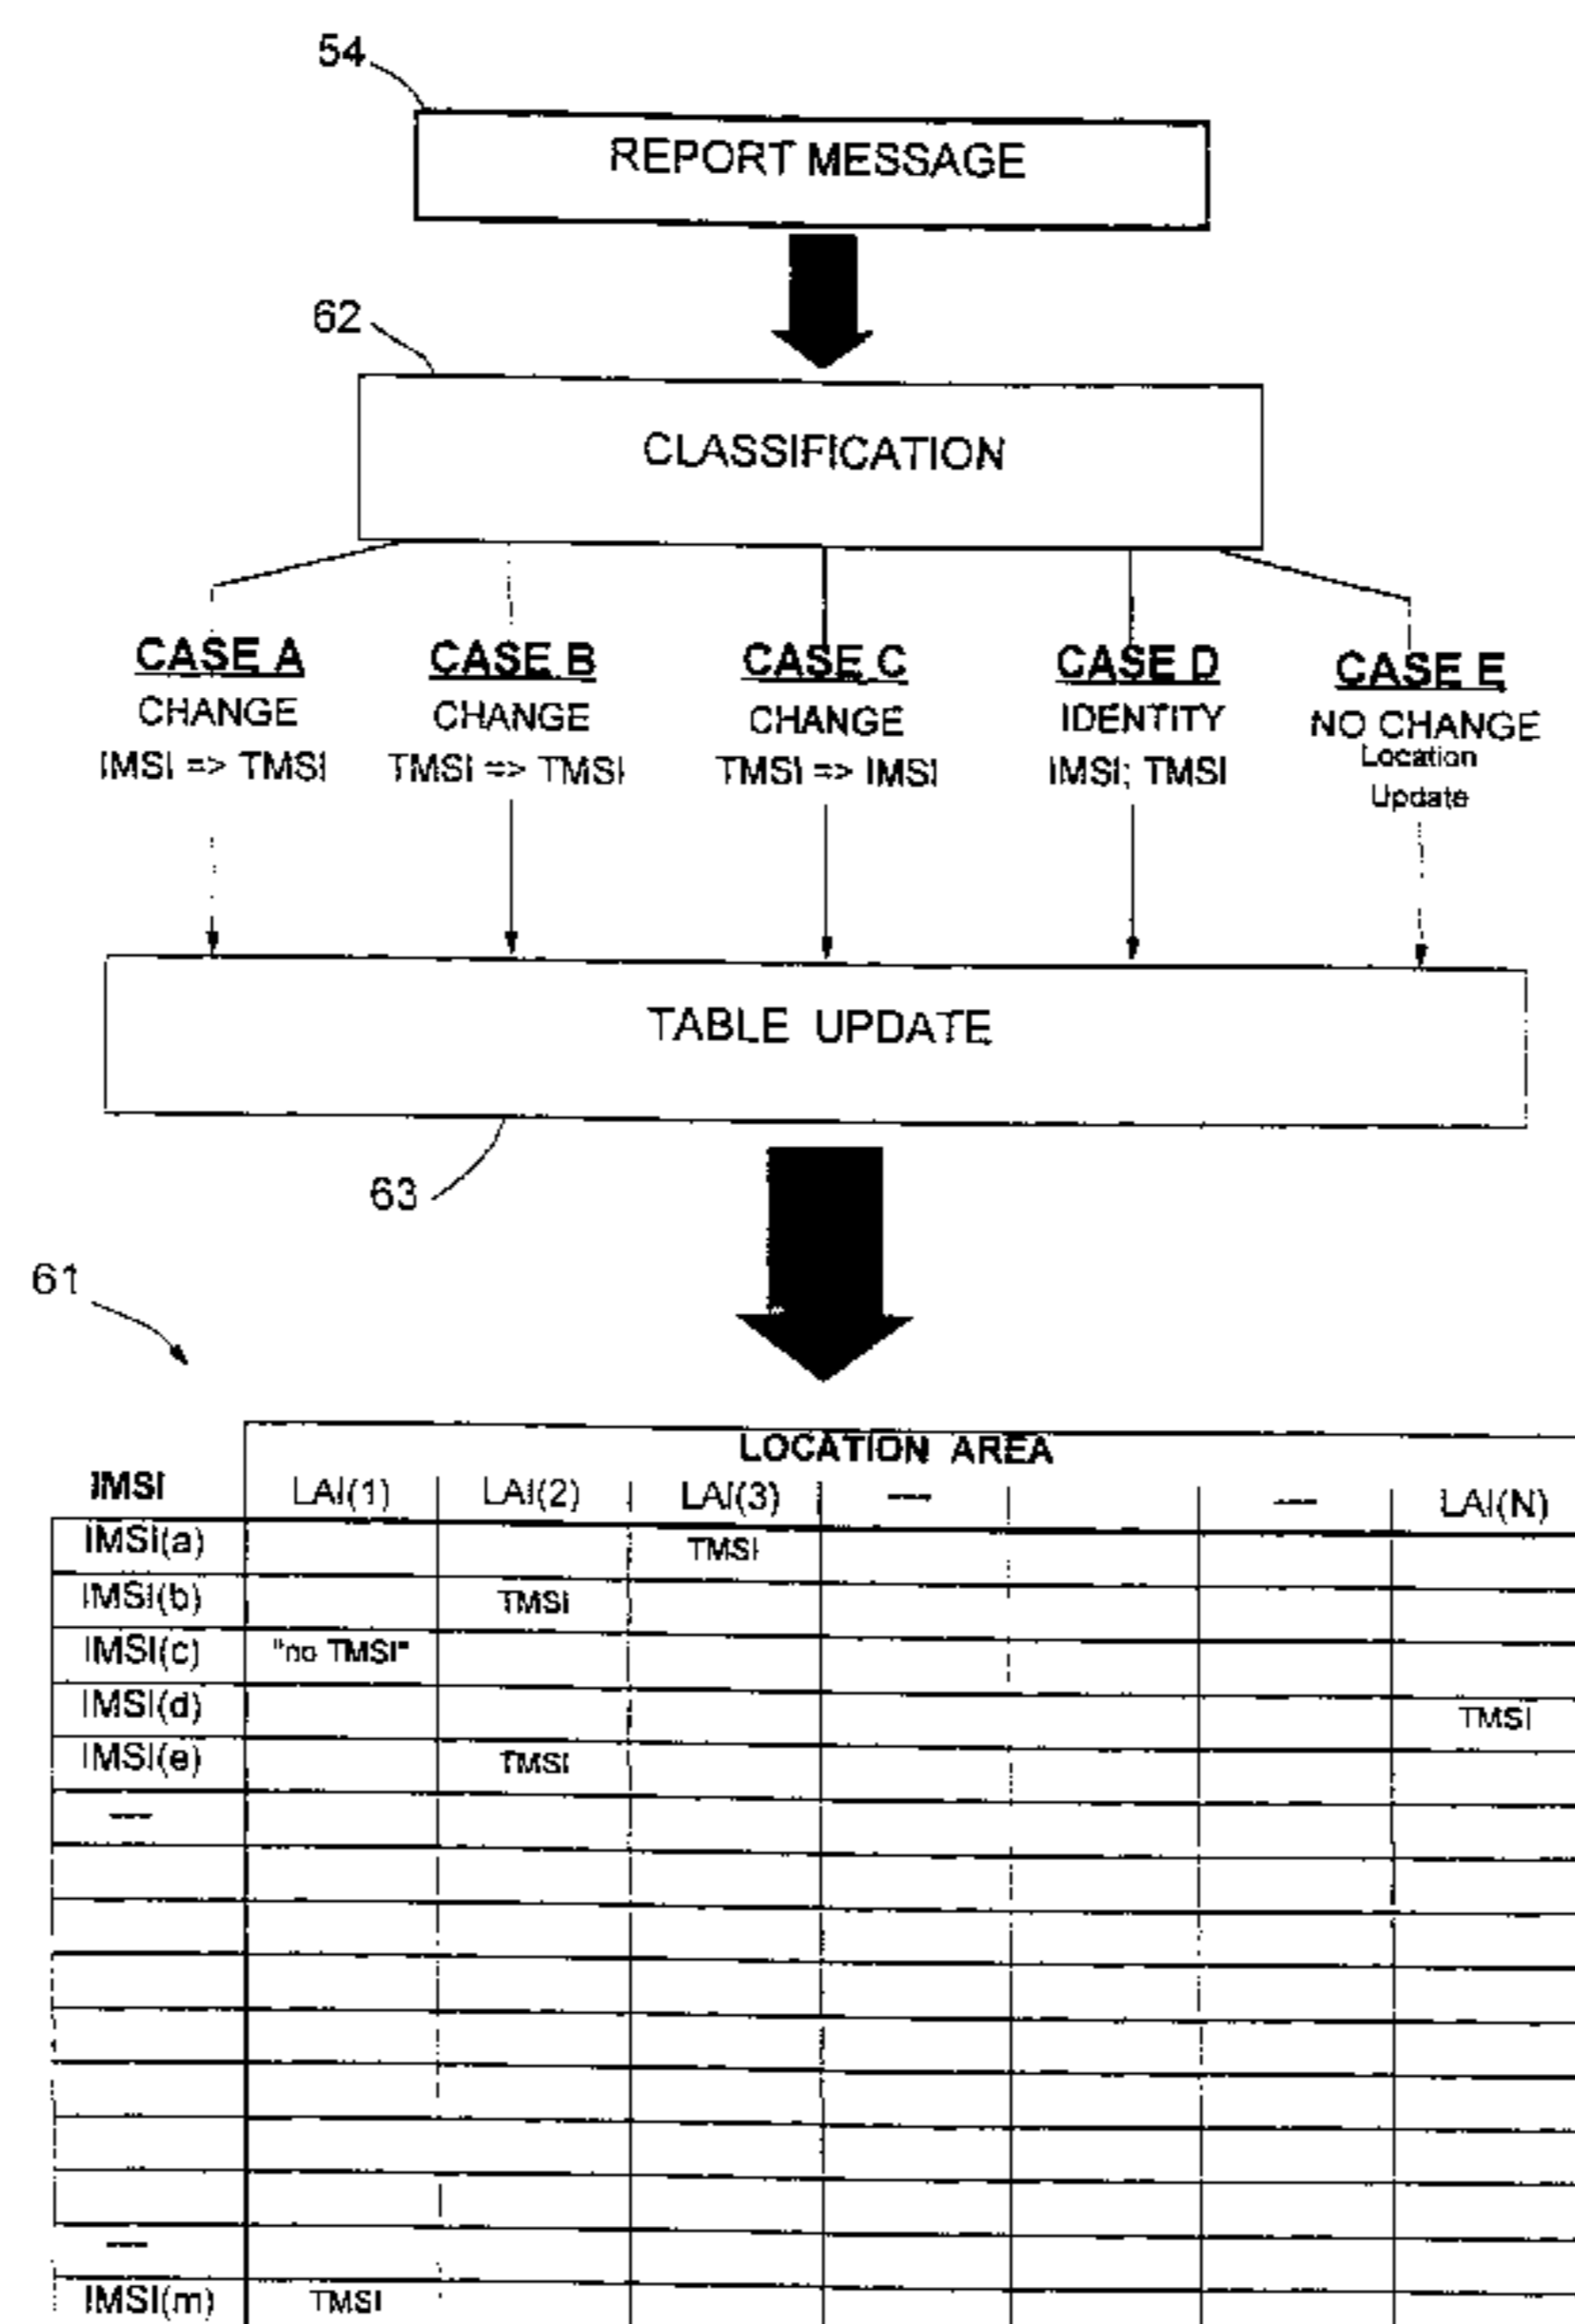 54
REPORT MESSAGE
62
CLASSIFICATION
CASE A CASE B CASE C CASE D CASE E
CHANGE CHANGE CHANGE IDENTITY NO CHANGE
IMSI => TMSI TMSI => TMSI TMSI => IMSI IMSI; TMSI Location
Update
TABLE UPDATE
63
61
LOCATION AREA
IMSI LAI(1) LAI(2) LAI(3) — — LAI(N)
IMSI(a) TMSI
IMSI(b) TMSI
IMSI(c) "no TMSI"
IMSI(d) TMSI
IMSI(e) TMSI
—
—
IMSI(m) TMSI